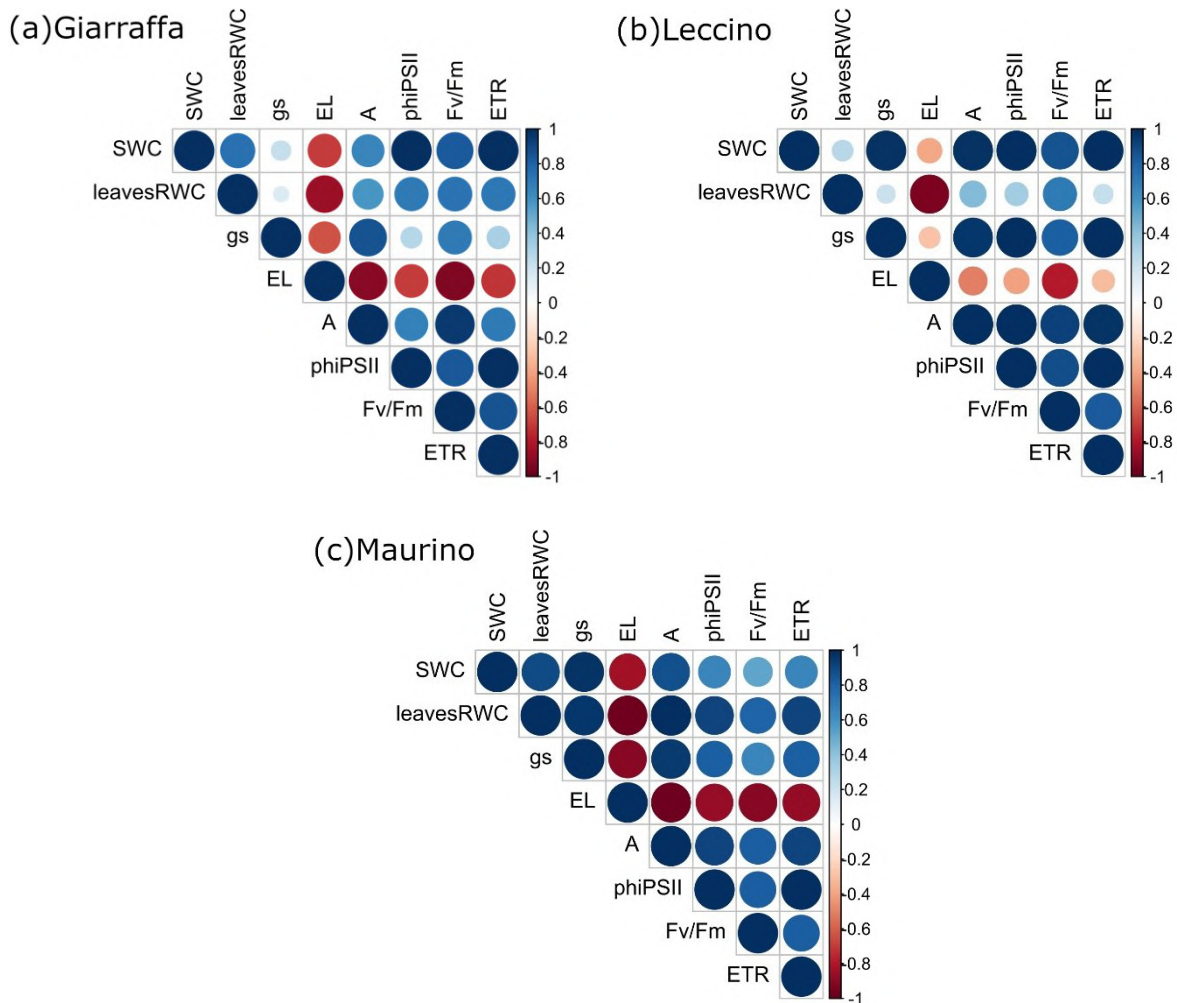 (a)Giarraffa
SWC leavesRWC gs EL A phiPSII Fv/Fm ETR
SWC
leavesRWC
gs
EL
A
phiPSII
Fv/Fm
ETR
1
0.8
0.6
0.4
0.2
0
-0.2
-0.4
-0.6
-0.8
-1
(b)Leccino
SWC leavesRWC gs EL A phiPSII Fv/Fm ETR
SWC
leavesRWC
gs
EL
A
phiPSII
Fv/Fm
ETR
1
0.8
0.6
0.4
0.2
0
-0.2
-0.4
-0.6
-0.8
-1
(c)Maurino
SWC leavesRWC gs EL A phiPSII Fv/Fm ETR
SWC
leavesRWC
gs
EL
A
phiPSII
Fv/Fm
ETR
1
0.8
0.6
0.4
0.2
0
-0.2
-0.4
-0.6
-0.8
-1